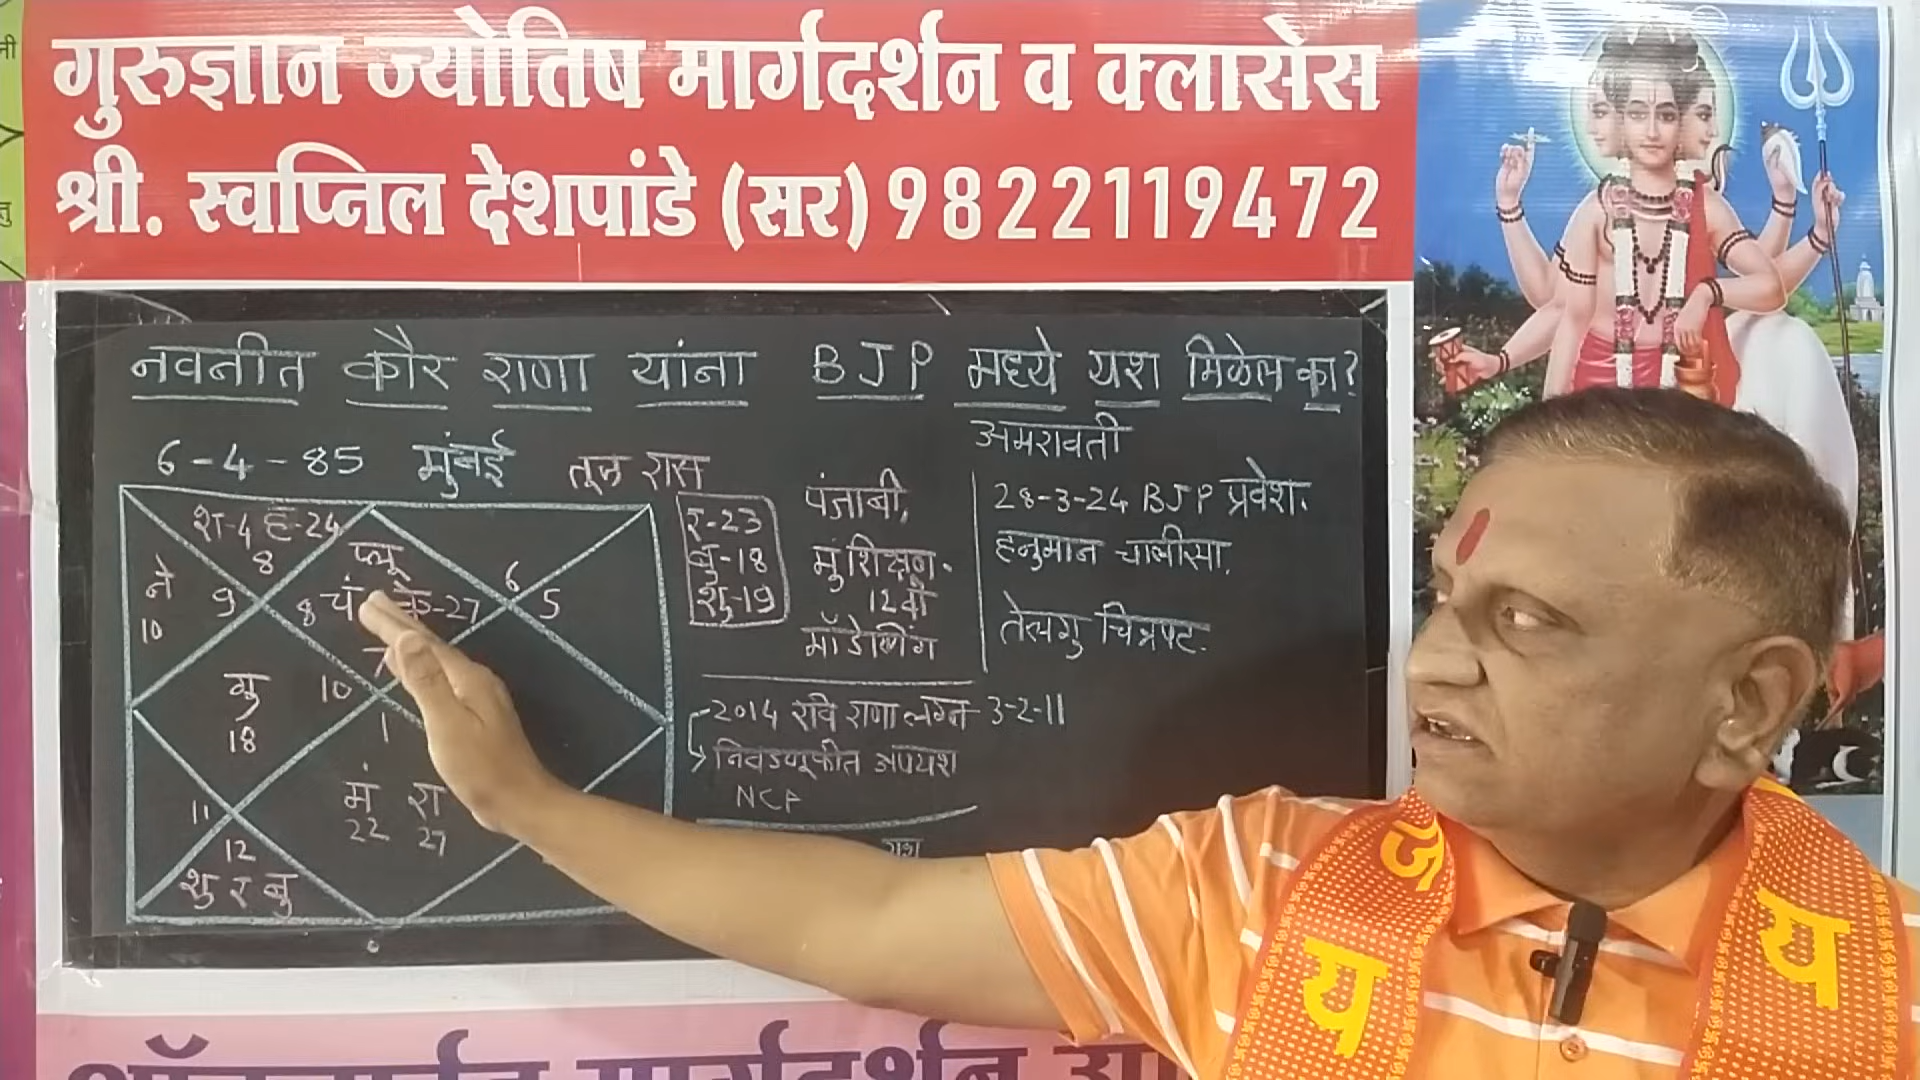 गुरुज्ञान ज्योतिष मार्गदर्शन व क्लासेस
श्री. स्वप्निल देशपांडे (सर) 9822119472
नवनीत कौर राणा यांना BJP मध्ये यश मिळेल का?
अमरावती
6-4-85 मुंबई तूळ रास
श-4 ह-24
8
प्लू
चं के-27
8
7
ने
9
10
6
5
गु
18
10
1
मं रा
22 27
11
12
शु र बु
र-23
बु-18
शु-19
पंजाबी,
मुं शिक्षण.
12वी
मॉडेलिंग
28-3-24 BJP प्रवेश.
हनुमान चालीसा.
तेलगु चित्रपट.
2014 रवि राणा लग्न 3-2-11
निवडणूकीत अपयश
NCP
यश
य
य